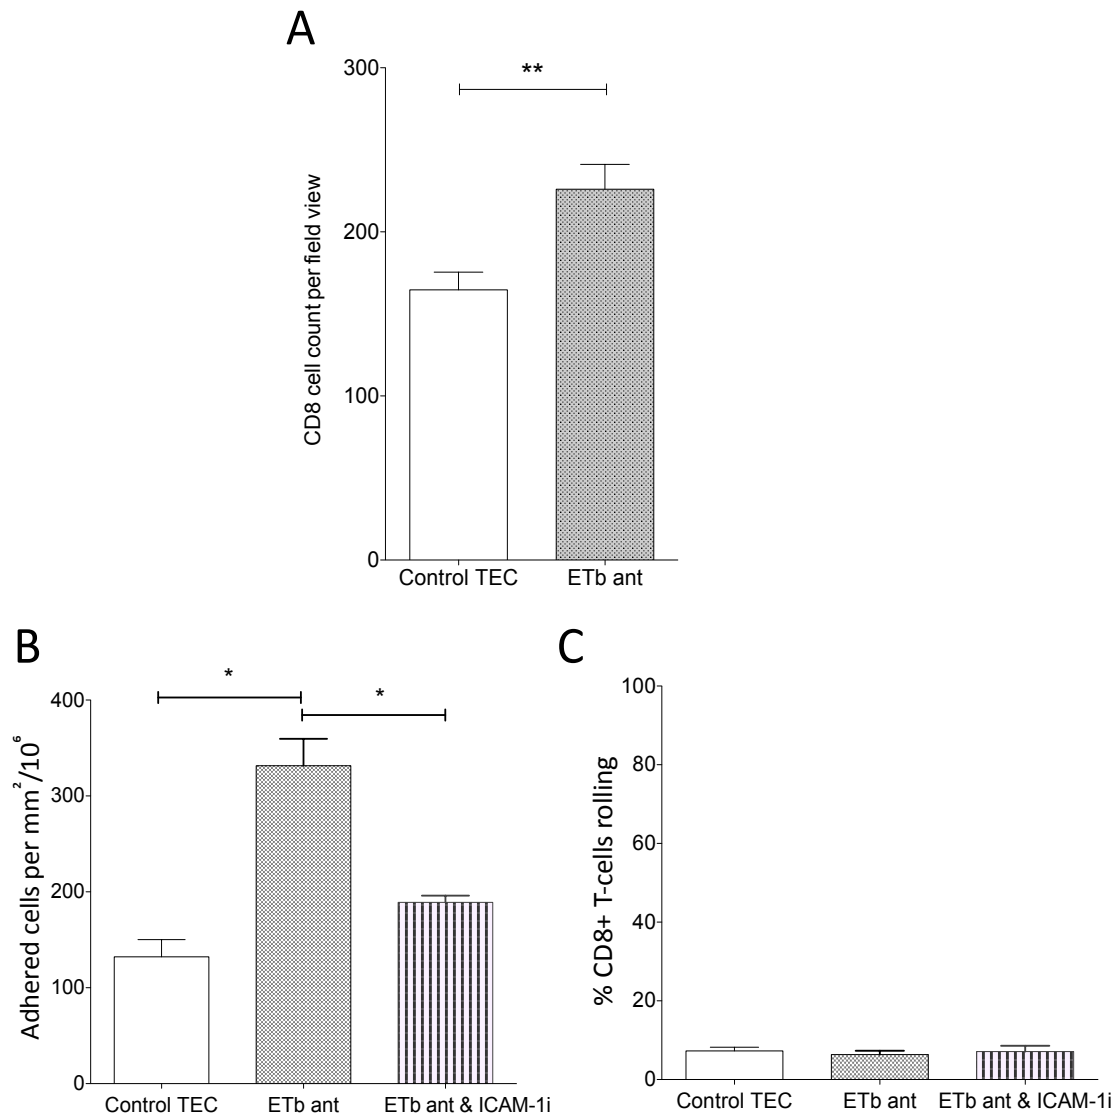 A
300
**
CD8 cell count per field view
200
100
0
Control TEC
ETb ant
B
400
*
*
Adhered cells per mm²/10⁶
300
200
100
0
Control TEC
ETb ant
ETb ant & ICAM-1i
C
100
% CD8+ T-cells rolling
80
60
40
20
0
Control TEC
ETb ant
ETb ant & ICAM-1i